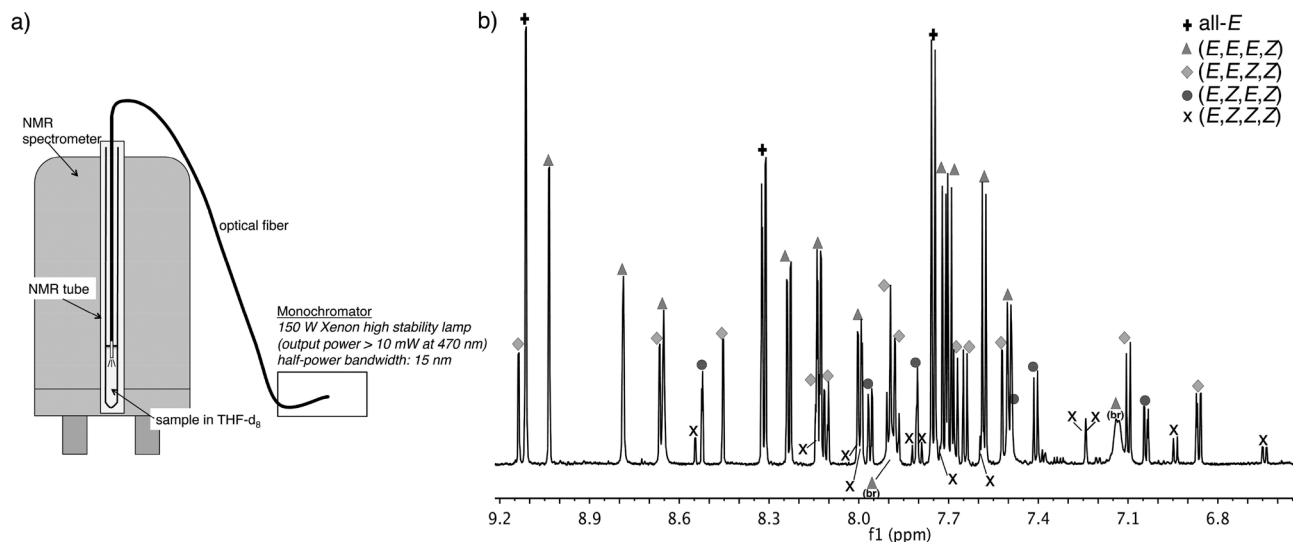 a)
NMR
spectrometer
optical fiber
NMR tube
Monochromator
150 W Xenon high stability lamp
(output power > 10 mW at 470 nm)
half-power bandwidth: 15 nm
sample in THF-d₈
b)
all-E
(E,E,E,Z)
(E,E,Z,Z)
(E,Z,E,Z)
x (E,Z,Z,Z)
x
x
x
x
x x
x x
x
x
x
x
x
(br)
(br)
9.2 8.9 8.6 8.3 8.0 7.7 7.4 7.1 6.8
f1 (ppm)